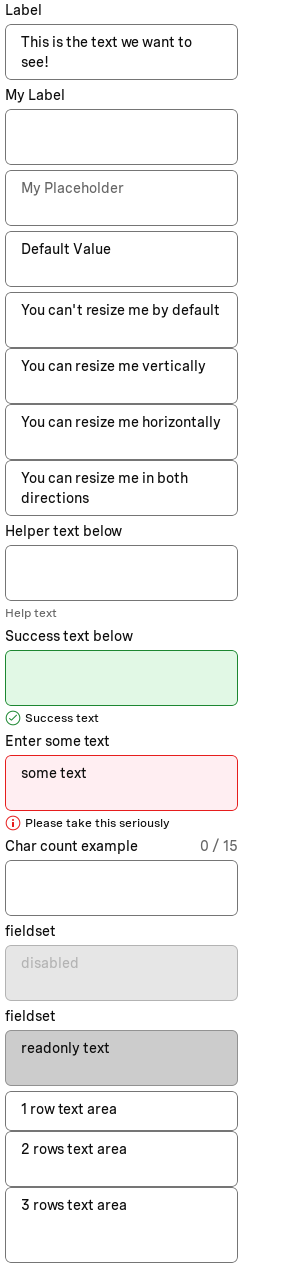 Label
This is the text we want to
see!
My Label
My Placeholder
Default Value
You can't resize me by default
You can resize me vertically
You can resize me horizontally
You can resize me in both
directions
Helper text below
Help text
Success text below
Success text
Enter some text
some text
Please take this seriously
Char count example 0 / 15
fieldset
disabled
fieldset
readonly text
1 row text area
2 rows text area
3 rows text area